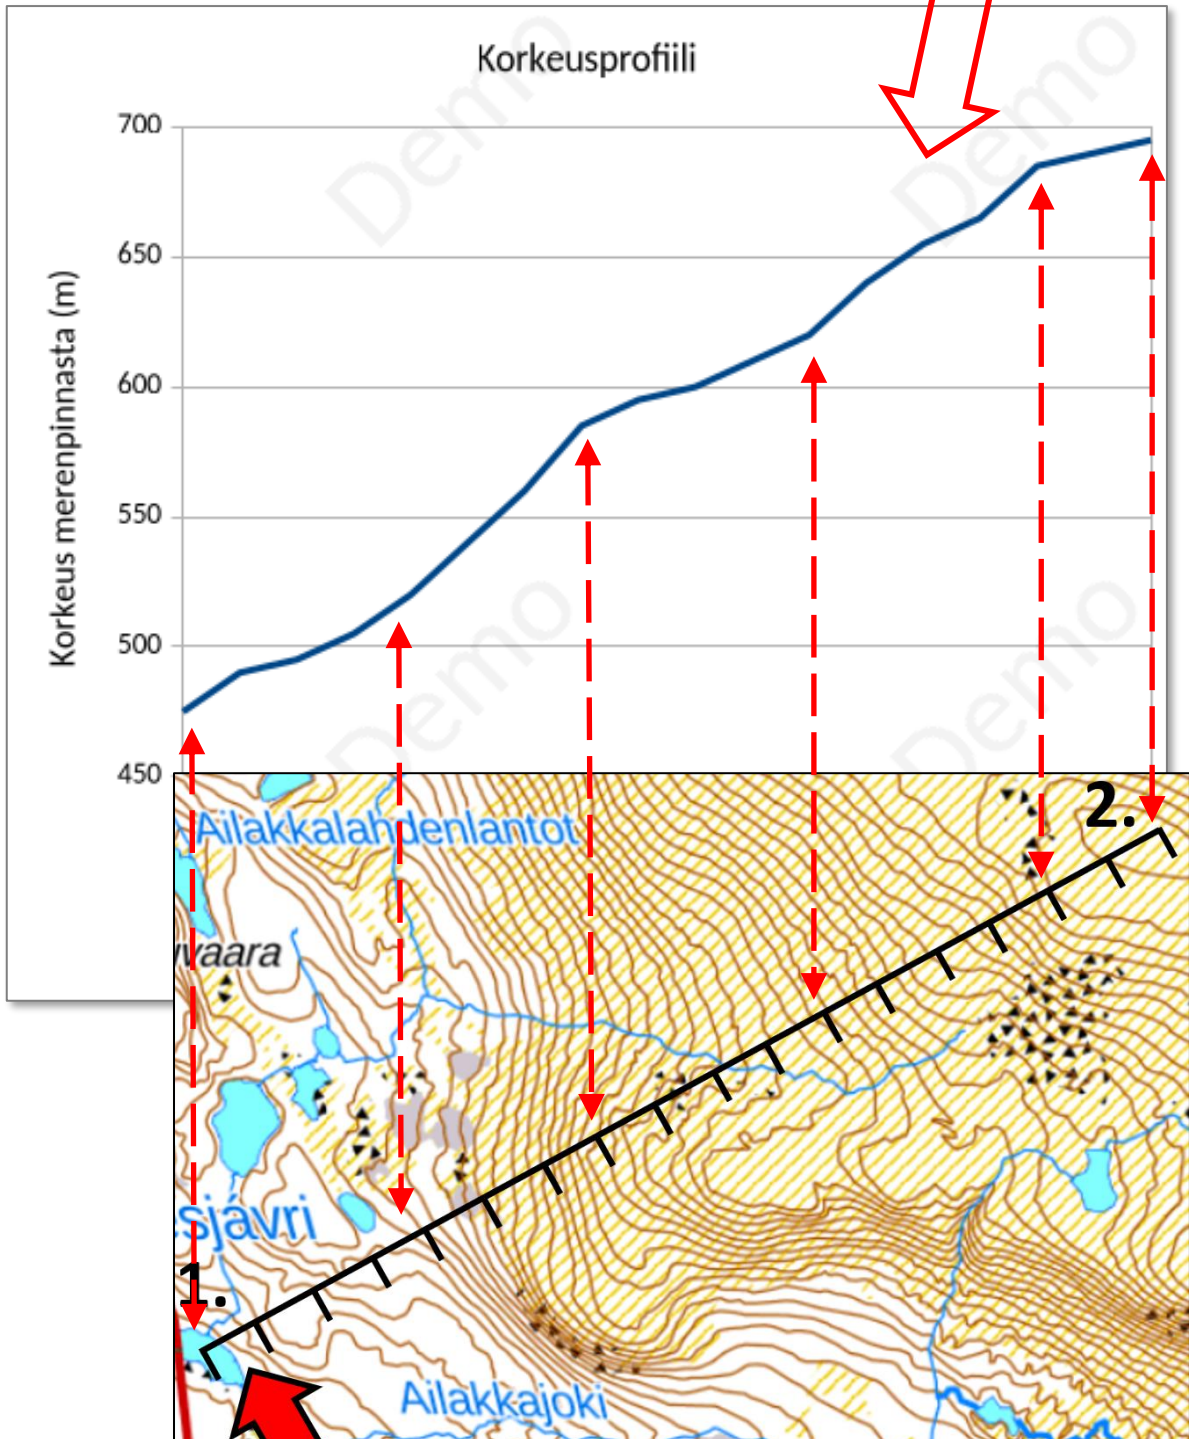 Korkeusprofiili
Korkeus merenpinnasta (m)
700
650
600
550
500
450
Demo
Demo
Demo
Demo
2.
Ailakkalahdenlantot
vaara
sjávri
1.
Ailakkajoki